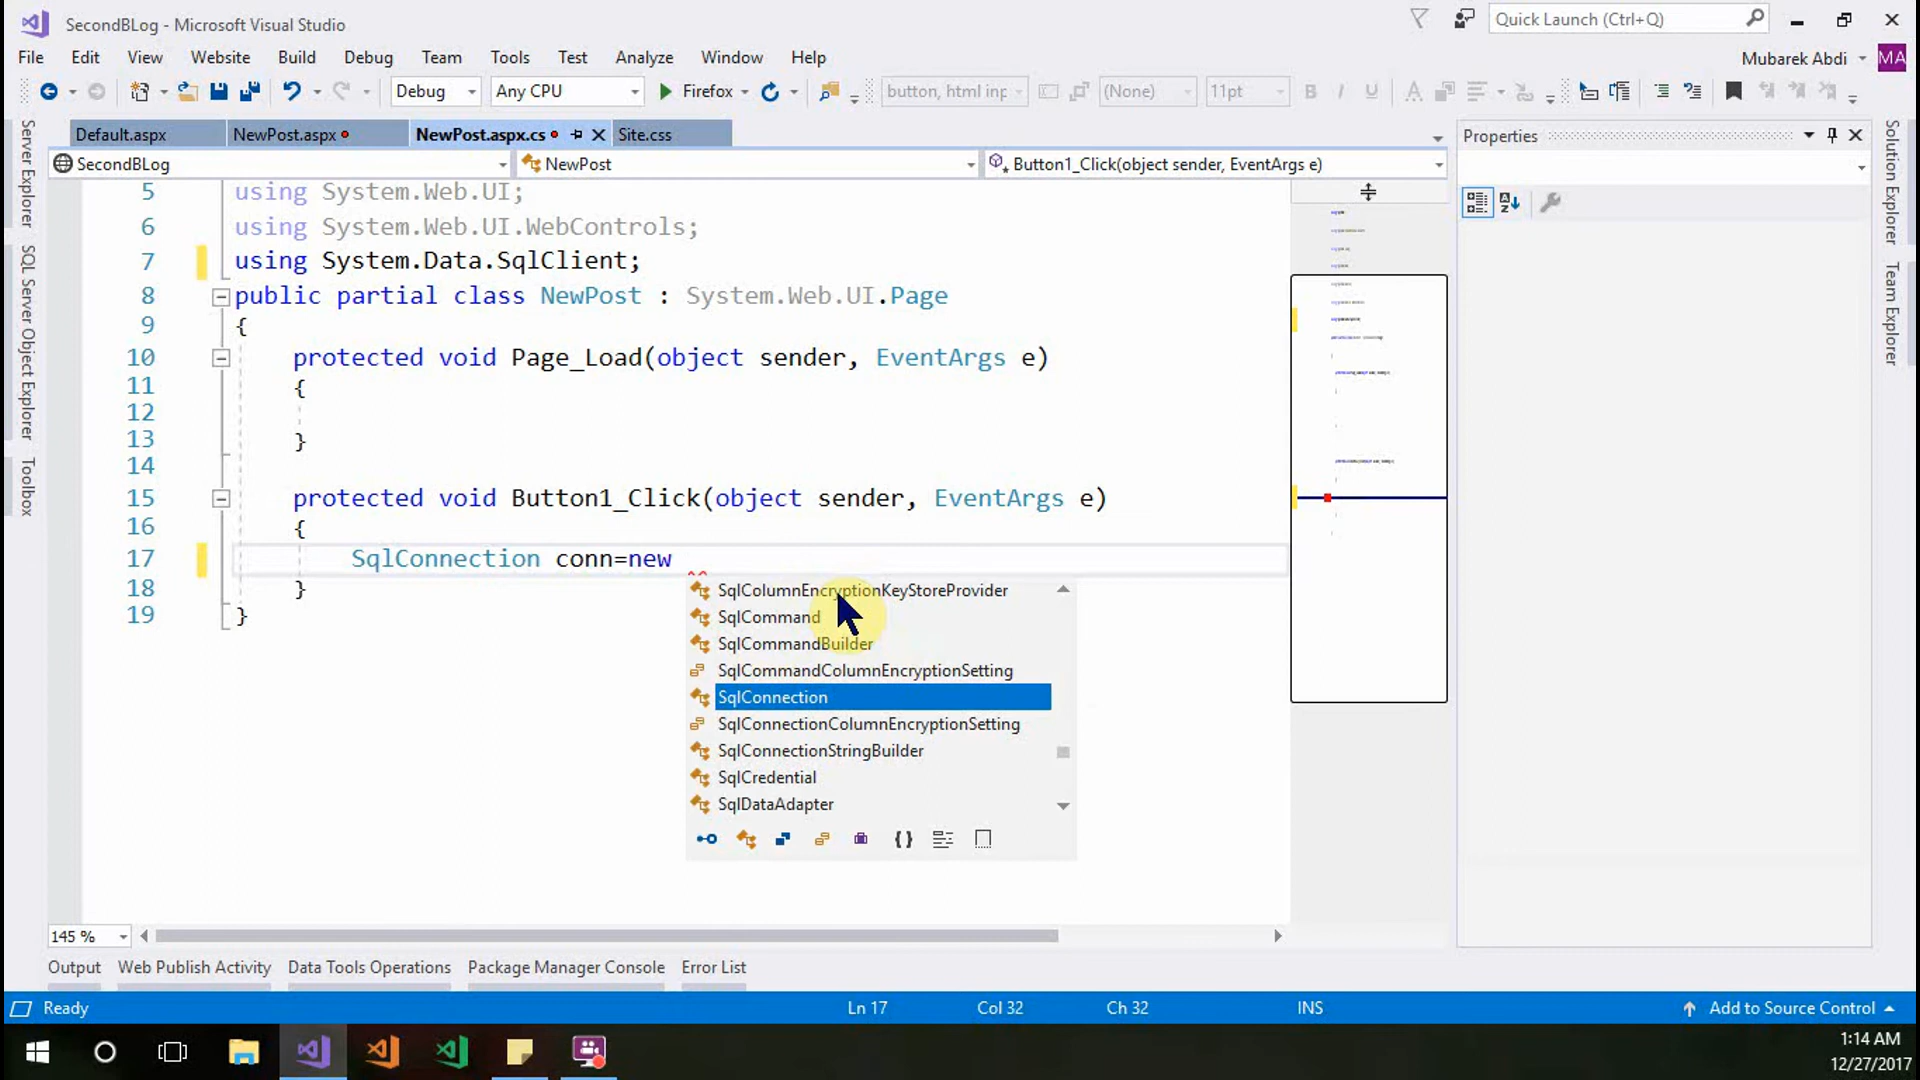 SecondBLog - Microsoft Visual Studio
Quick Launch (Ctrl+Q)
File Edit View Website Build Debug Team Tools Test Analyze Window Help
Mubarek Abdi MA
Debug Any CPU Firefox button, html inp (None) 11pt B I U A
Default.aspx NewPost.aspx NewPost.aspx.cs Site.css
Properties
SecondBLog NewPost Button1_Click(object sender, EventArgs e)
Server Explorer
SQL Server Object Explorer
Toolbox
5 using System.Web.UI;
6 using System.Web.UI.WebControls;
7 using System.Data.SqlClient;
8 public partial class NewPost : System.Web.UI.Page
9 {
10 protected void Page_Load(object sender, EventArgs e)
11 {
12
13 }
14
15 protected void Button1_Click(object sender, EventArgs e)
16 {
17 SqlConnection conn=new
18 }
19 }
SqlColumnEncryptionKeyStoreProvider
SqlCommand
SqlCommandBuilder
SqlCommandColumnEncryptionSetting
SqlConnection
SqlConnectionColumnEncryptionSetting
SqlConnectionStringBuilder
SqlCredential
SqlDataAdapter
Solution Explorer
Team Explorer
145 %
Output Web Publish Activity Data Tools Operations Package Manager Console Error List
Ready Ln 17 Col 32 Ch 32 INS Add to Source Control
1:14 AM
12/27/2017